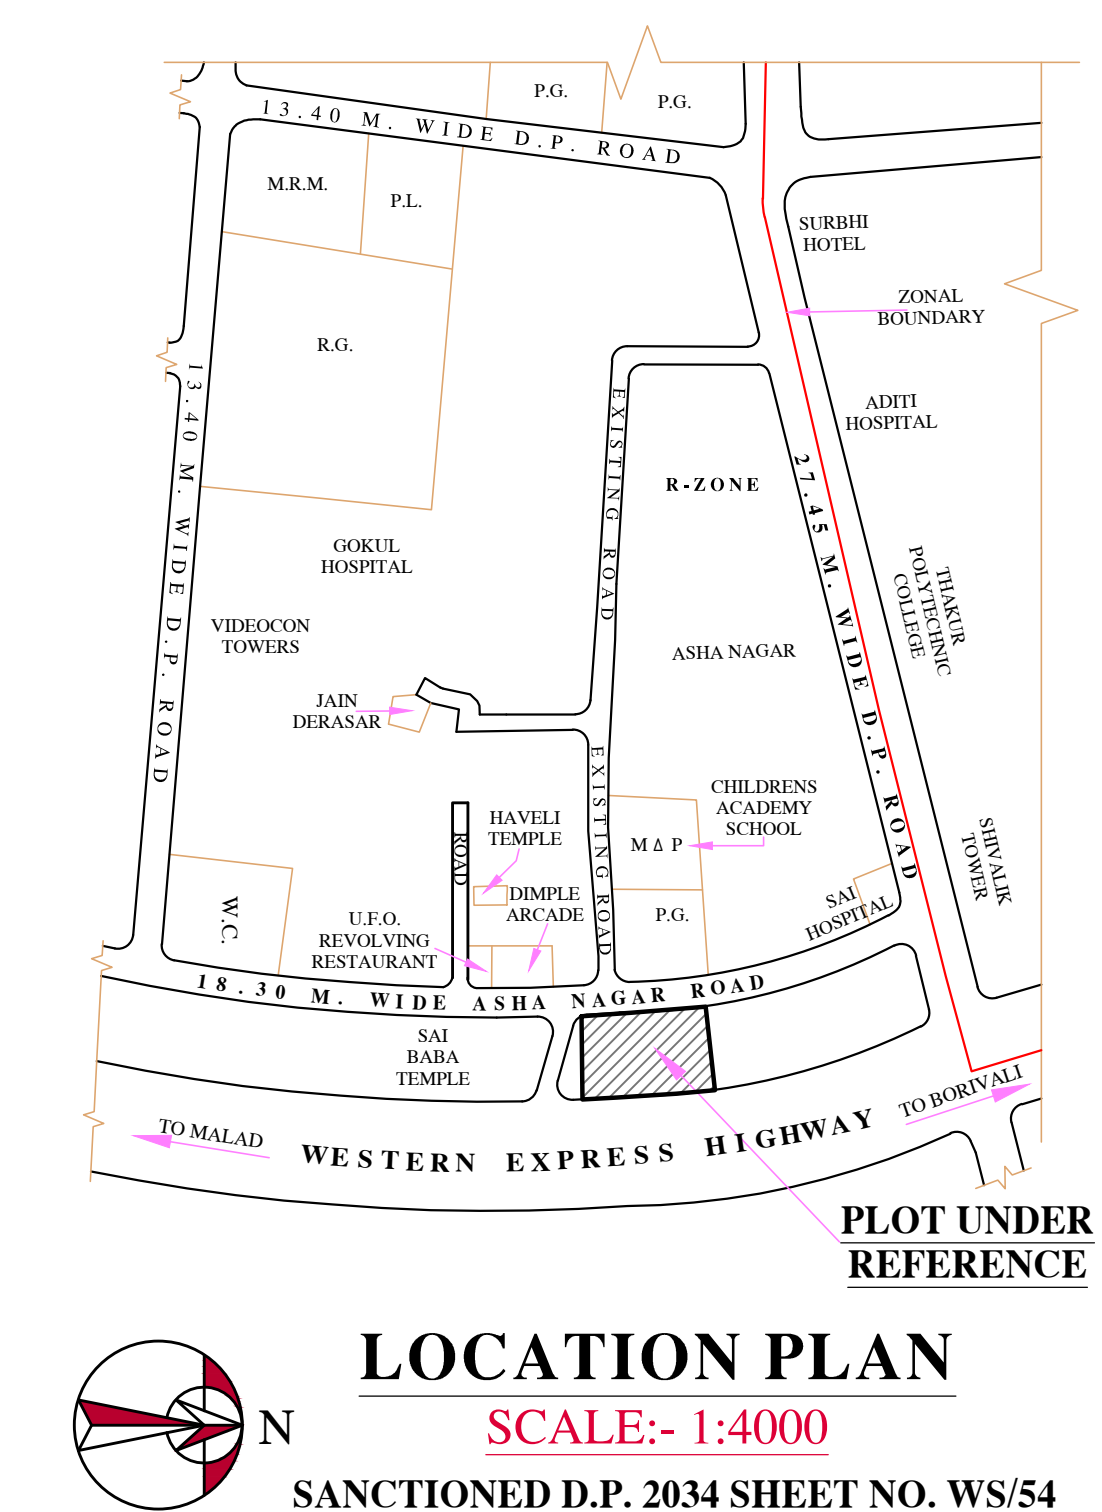 P.G.
P.G.
13.40 M. WIDE D.P. ROAD
M.R.M.
P.L.
SURBHI
HOTEL
ZONAL
BOUNDARY
R.G.
13.40 M. WIDE D.P. ROAD
EXISTING ROAD
ADITI
HOSPITAL
R-ZONE
27.45 M. WIDE D.P. ROAD
GOKUL
HOSPITAL
THAKUR
POLYTECHNIC
COLLEGE
VIDEOCON
TOWERS
ASHA NAGAR
JAIN
DERASAR
EXISTING ROAD
CHILDRENS
ACADEMY
SCHOOL
HAVELI
TEMPLE
ROAD
M Δ P
SHIVALIK
TOWER
DIMPLE
ARCADE
W.C.
U.F.O.
REVOLVING
RESTAURANT
P.G.
SAI
HOSPITAL
18.30 M. WIDE ASHA NAGAR ROAD
SAI
BABA
TEMPLE
TO MALAD
WESTERN EXPRESS HIGHWAY
TO BORIVALI
PLOT UNDER
REFERENCE
LOCATION PLAN
N
SCALE:- 1:4000
SANCTIONED D.P. 2034 SHEET NO. WS/54